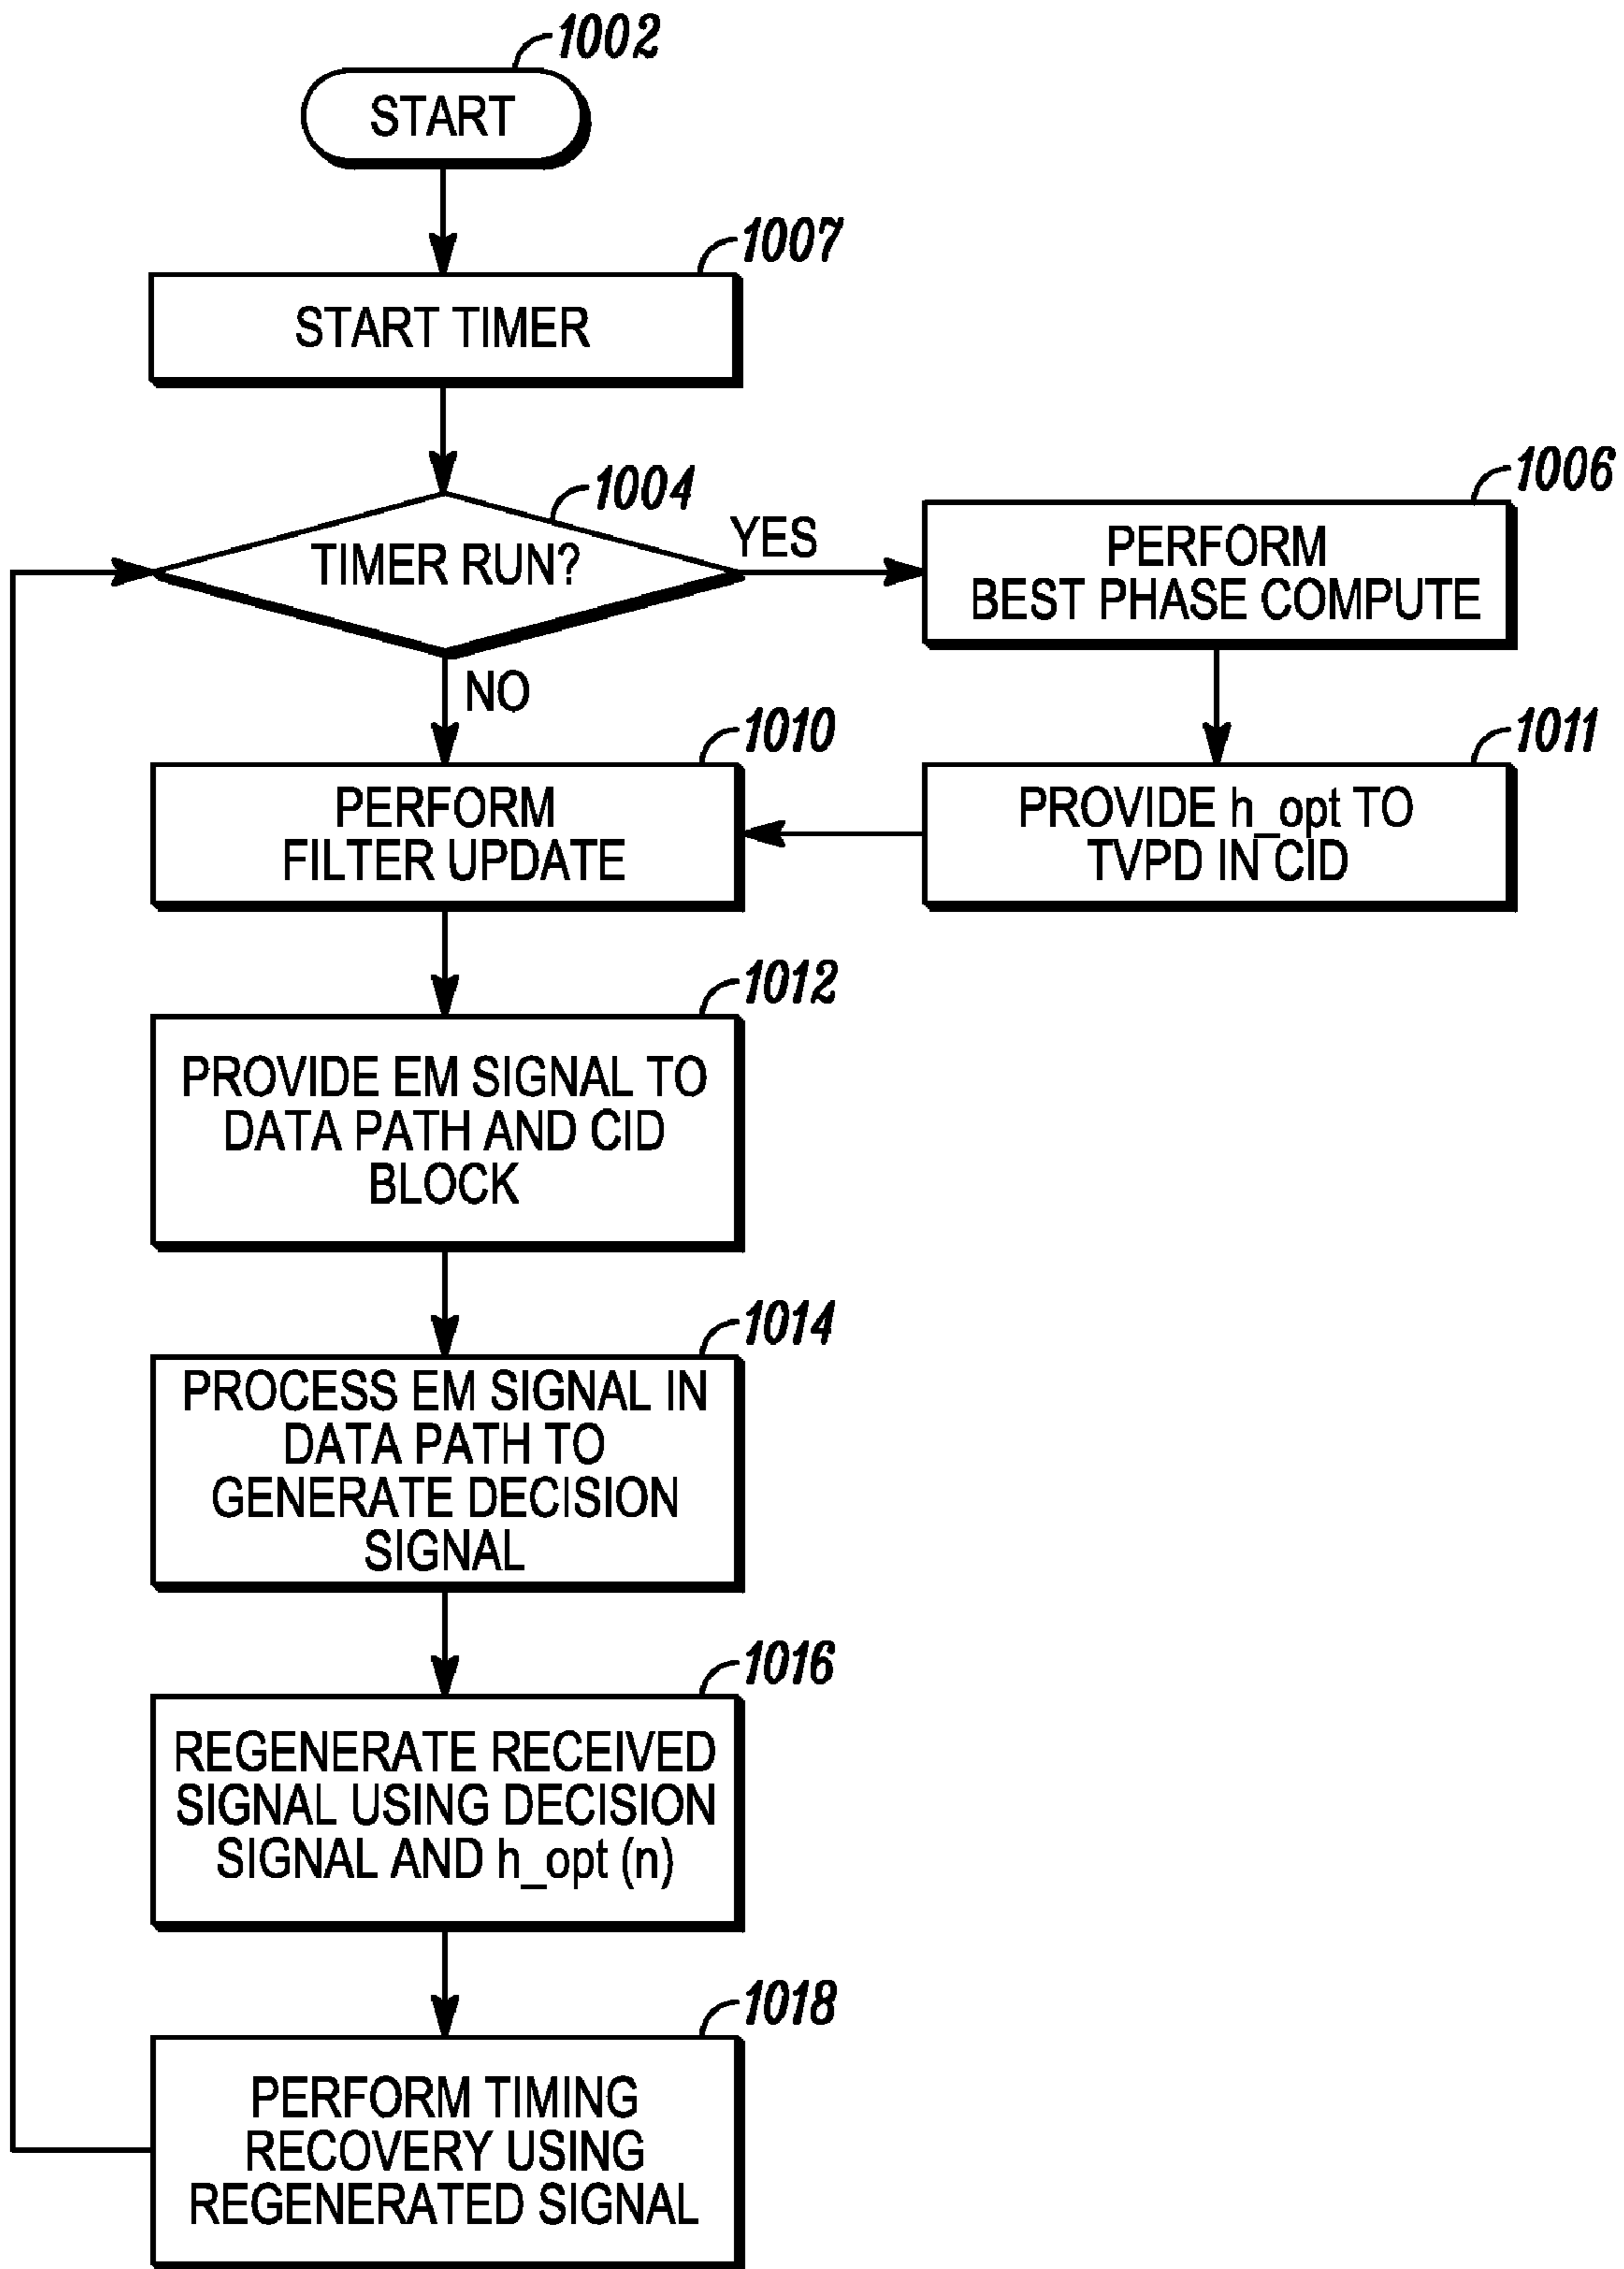 1002
START
1007
START TIMER
1004
TIMER RUN?
YES
1006
PERFORM
BEST PHASE COMPUTE
NO
1010
PERFORM
FILTER UPDATE
1011
PROVIDE h_opt TO
TVPD IN CID
1012
PROVIDE EM SIGNAL TO
DATA PATH AND CID
BLOCK
1014
PROCESS EM SIGNAL IN
DATA PATH TO
GENERATE DECISION
SIGNAL
1016
REGENERATE RECEIVED
SIGNAL USING DECISION
SIGNAL AND h_opt (n)
1018
PERFORM TIMING
RECOVERY USING
REGENERATED SIGNAL